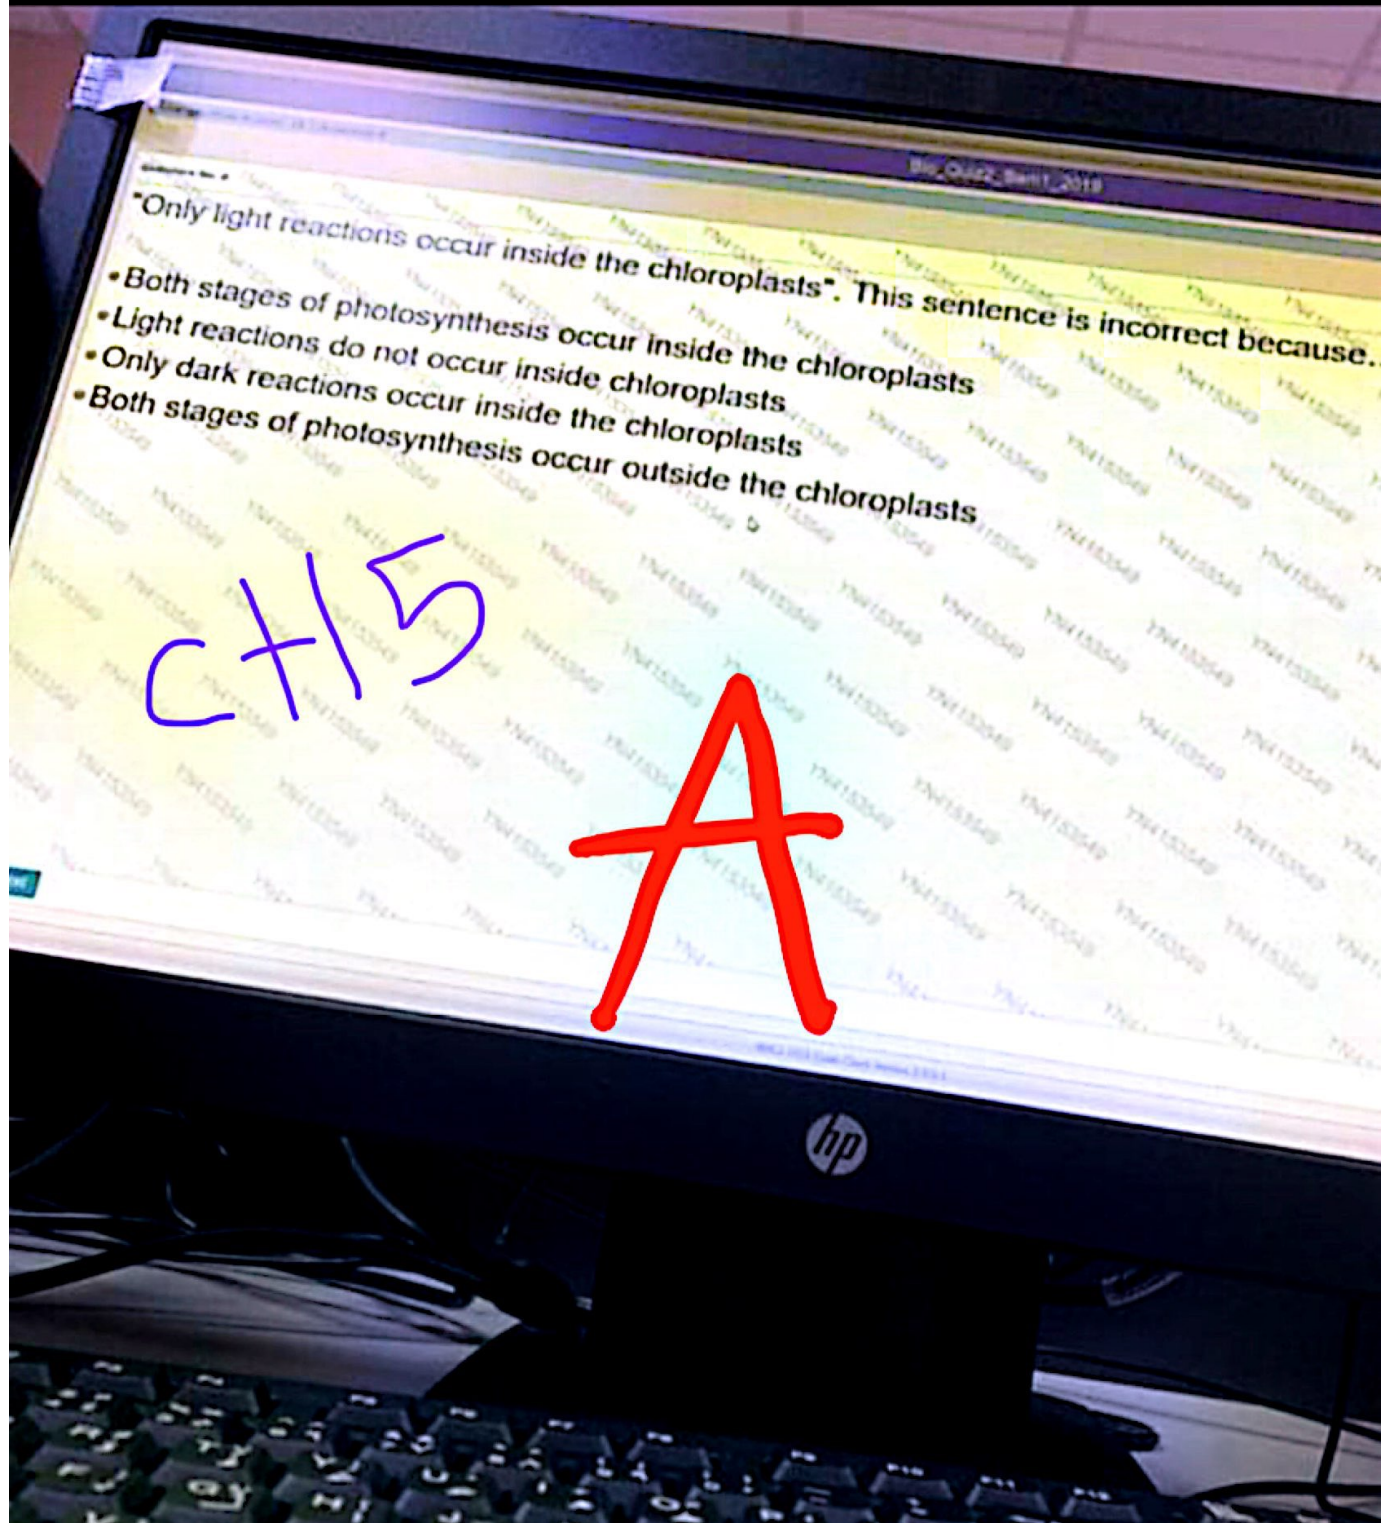 Bio_Quiz2_Sem1_2019
"Only light reactions occur inside the chloroplasts". This sentence is incorrect because..
•Both stages of photosynthesis occur inside the chloroplasts
•Light reactions do not occur inside chloroplasts
•Only dark reactions occur inside the chloroplasts
•Both stages of photosynthesis occur outside the chloroplasts
CH5
A
hp